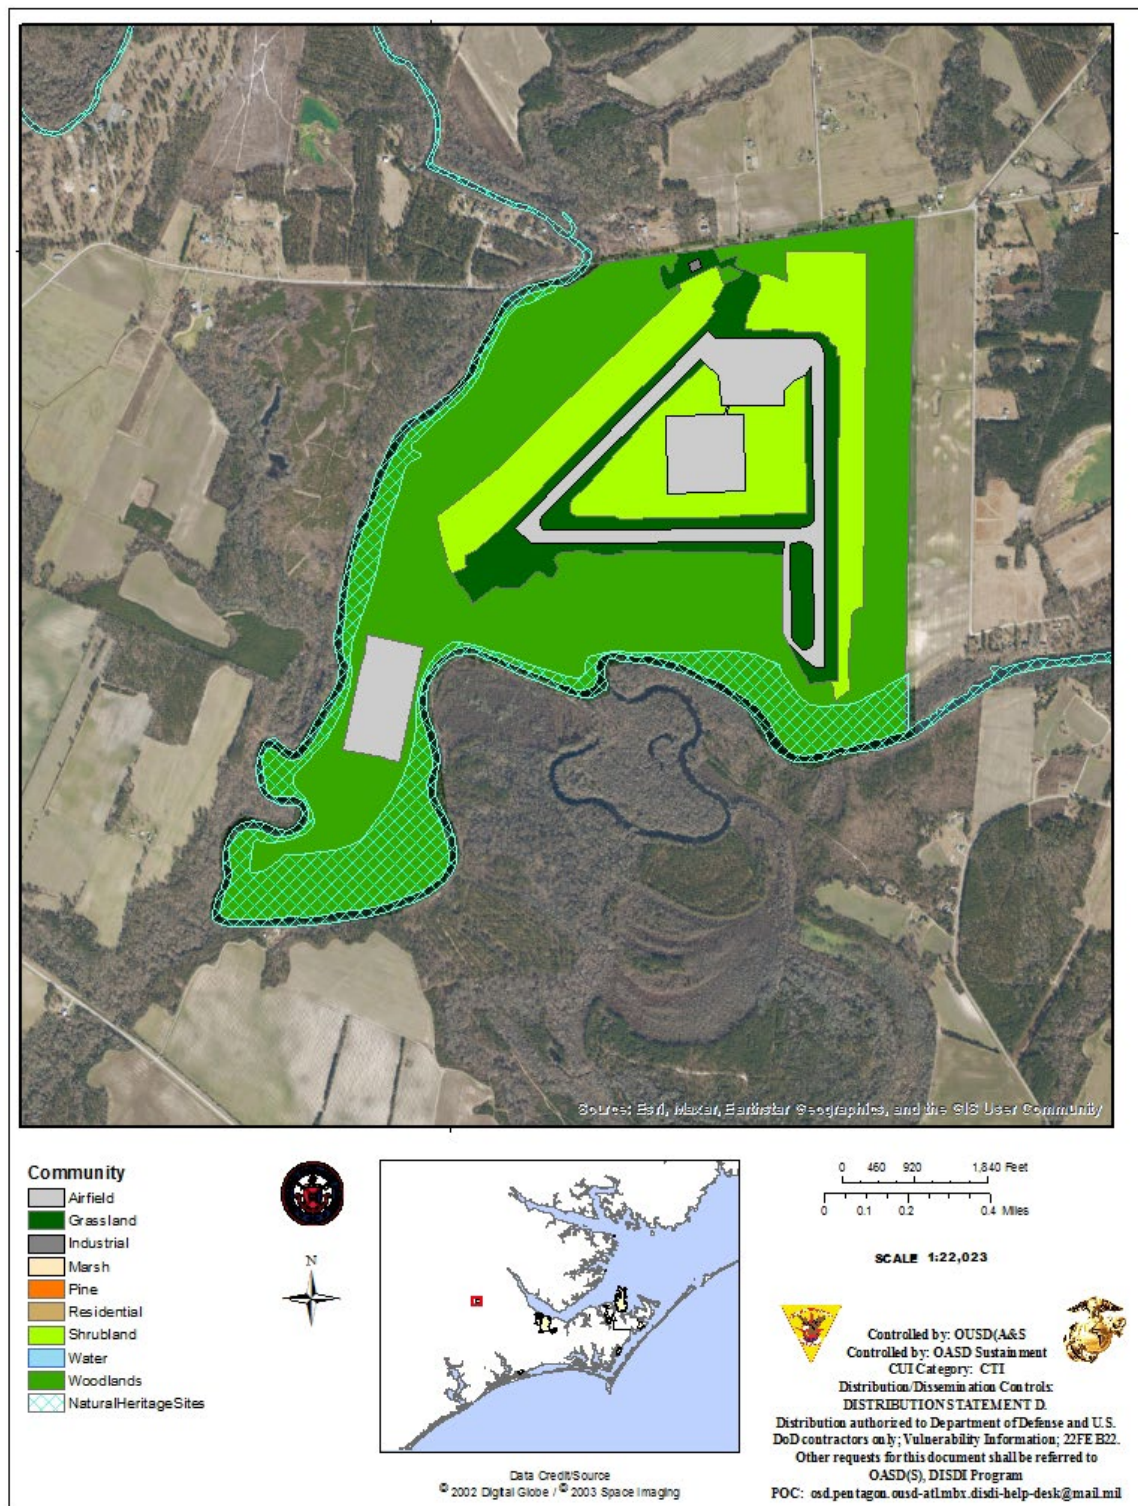 Source: Esri, Maxar, Earthstar Geographics, and the GIS User Community
Community
Airfield
Grassland
Industrial
Marsh
Pine
Residential
Shrubland
Water
Woodlands
NaturalHeritageSites
N
Data Credit/Source
© 2002 Digital Globe / © 2003 Space Imaging
0 460 920 1,840 Feet
0 0.1 0.2 0.4 Miles
SCALE 1:22,023
Controlled by: OUSD(A&S
Controlled by: OASD Sustainment
CUI Category: CTI
Distribution/Dissemination Controls:
DISTRIBUTION STATEMENT D.
Distribution authorized to Department of Defense and U.S.
DoD contractors only; Vulnerability Information; 22FEB22.
Other requests for this document shall be referred to
OASD(S), DISDI Program
POC: osd.pentagon.ousd-atl.mbx.disdi-help-desk@mail.mil